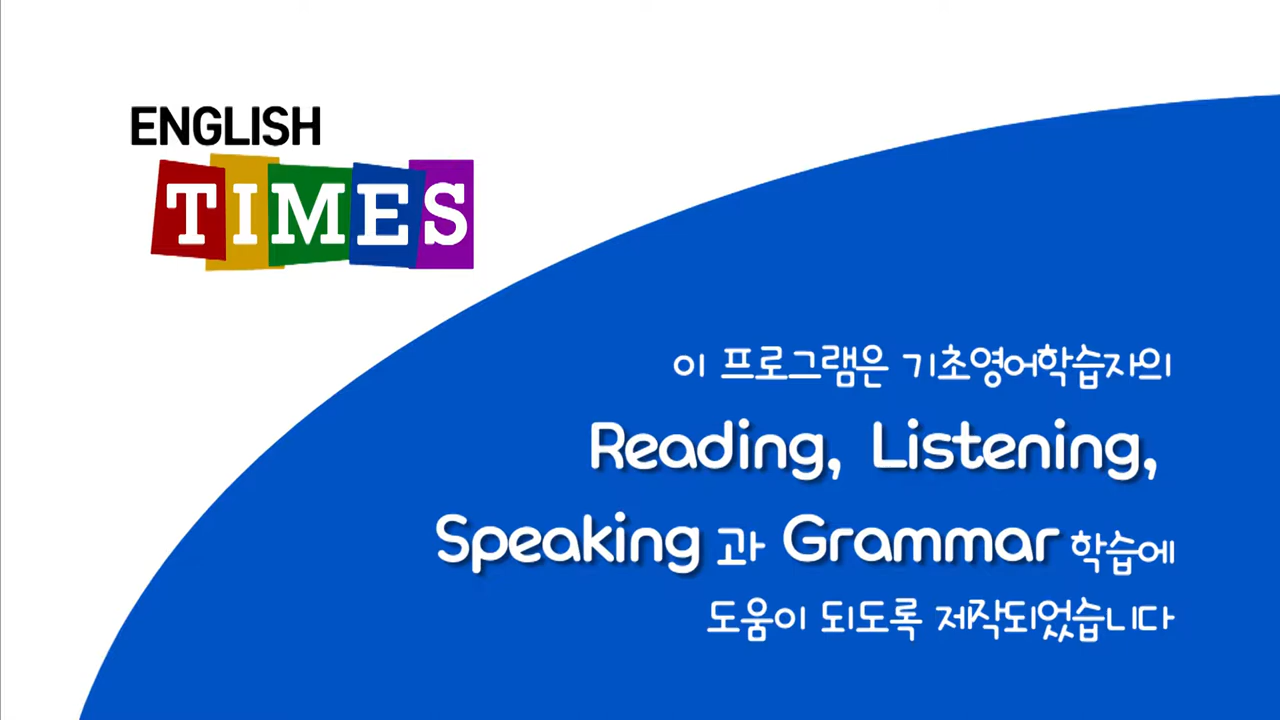 ENGLISH
TIMES
이 프로그램은 기초영어학습자의
Reading, Listening,
Speaking 과 Grammar 학습에
도움이 되도록 제작되었습니다